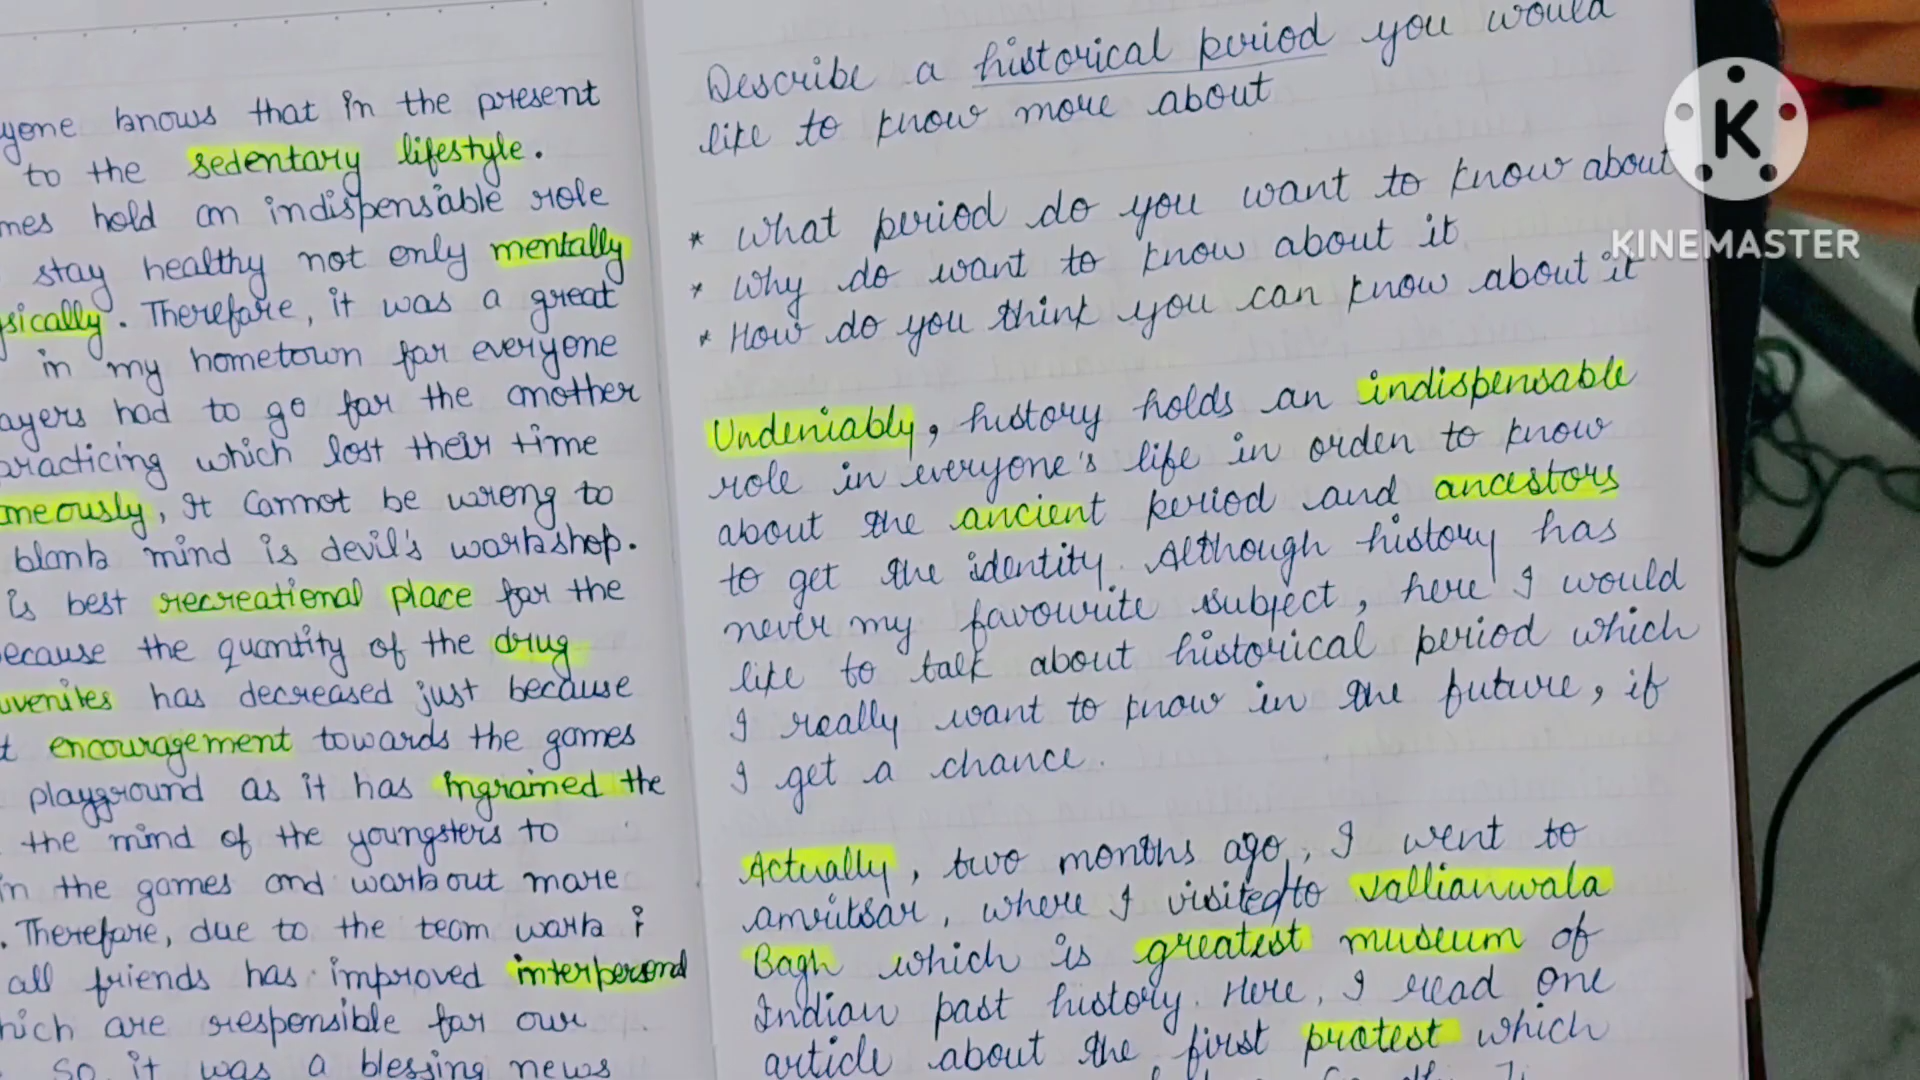 yone knows that in the present
to the sedentary lifestyle.
mes hold an indispensable role
stay healthy not only mentally
sically. Therefore, it was a great
in my hometown for everyone
ayers had to go for the another
practicing which lost their time
meously, It cannot be wrong to
blank mind is devil's workshop.
is best recreational place for the
ecause the quantity of the drug
uvenites has decreased just because
t encouragement towards the games
playground as it has ingrained the
the mind of the youngsters to
in the games and workout more
. Therefore, due to the team work i
all friends has improved interpersonal
hich are responsible for our
So it was a blessing news
Describe a historical period you would
like to know more about
* What period do you want to know about
* Why do want to know about it
* How do you think you can know about it
Undeniably, history holds an indispensable
role in everyone's life in orden to know
about the ancient period and ancestors
to get the identity. Although history has
never my favourite subject, here I would
like to talk about historical period which
I really want to know in the future, if
I get a chance.
Actually, two months ago, I went to
amritsar, where I visited to Jallianwala
Bagh which is greatest museum of
Indian past history. Here, I read one
article about the first protest which
K
KINEMASTER